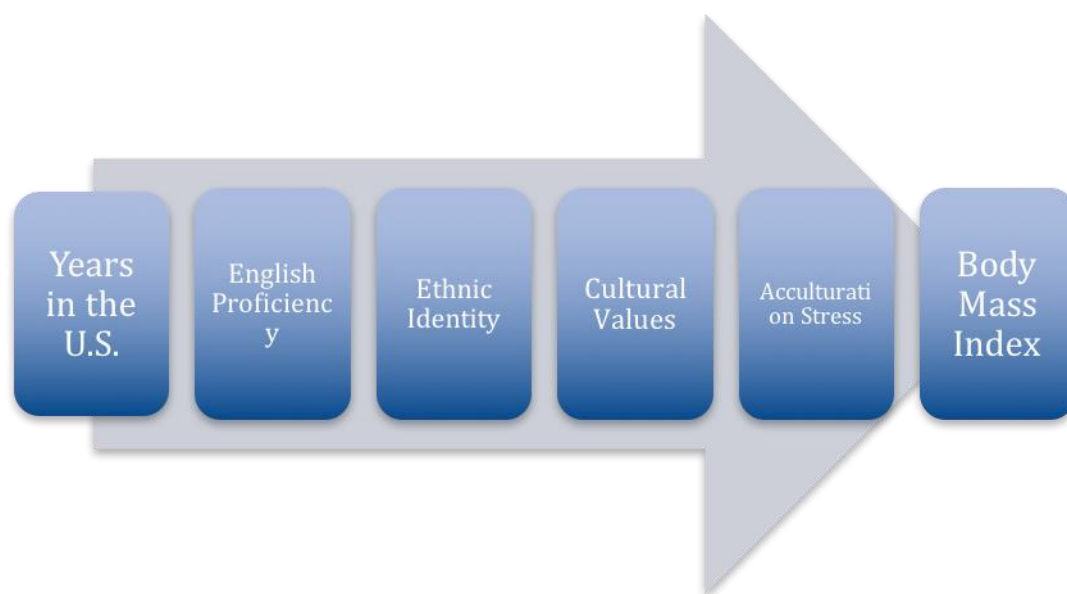 Years
in the
U.S.
English
Proficienc
y
Ethnic
Identity
Cultural
Values
Acculturati
on Stress
Body
Mass
Index